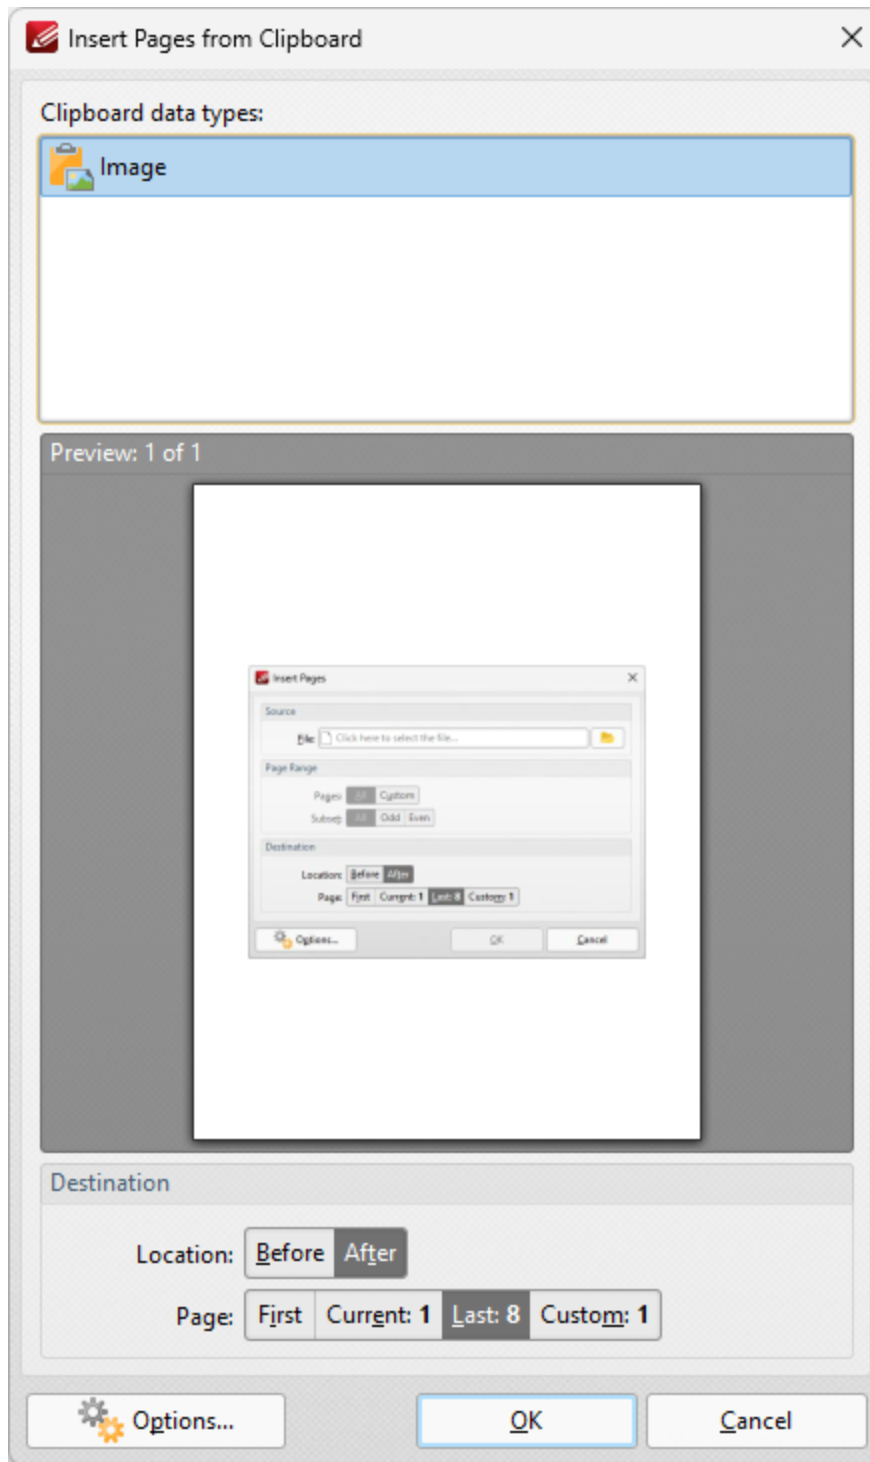 Insert Pages from Clipboard
Clipboard data types:
Image
Preview: 1 of 1
Insert Pages
Source
File: Click here to select the file...
Page Range
Pages: All Custom
Subset: All Odd Even
Destination
Location: Before After
Page: First Current: 1 Last: 8 Custom: 1
Options... OK Cancel
Destination
Location: Before After
Page: First Current: 1 Last: 8 Custom: 1
Options... OK Cancel